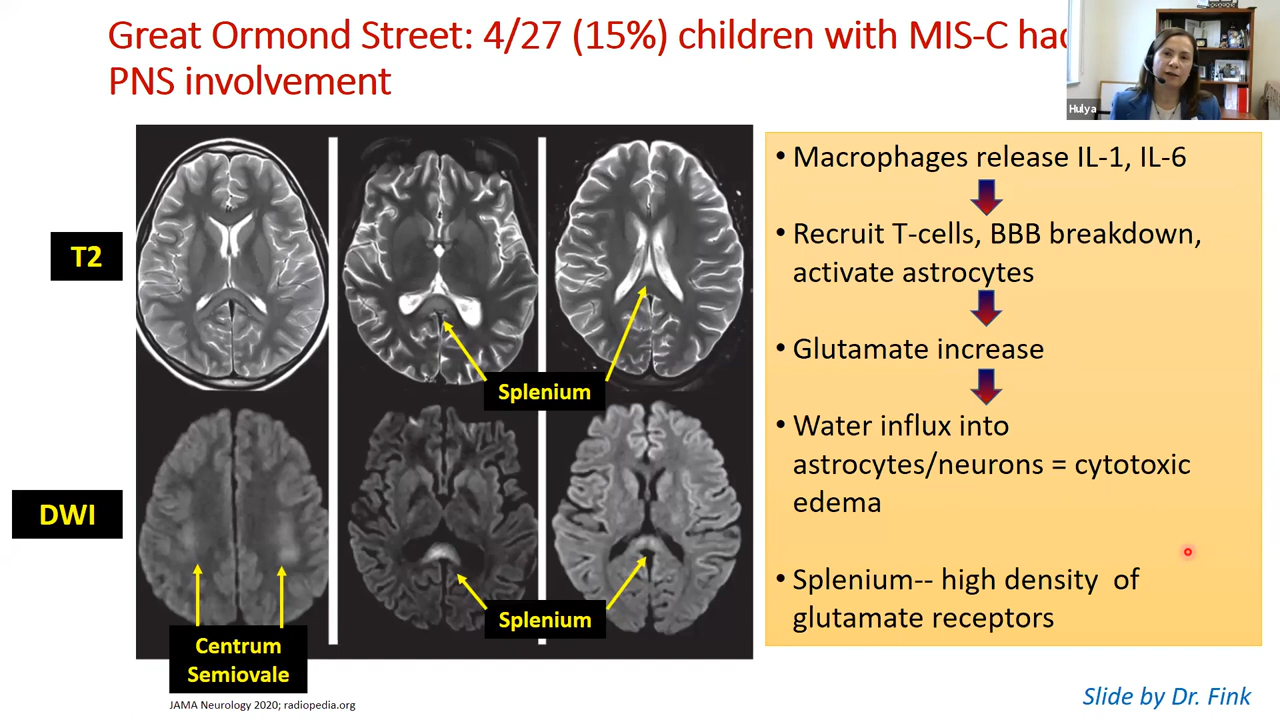 Great Ormond Street: 4/27 (15%) children with MIS-C had
PNS involvement
Hulya
T2
Splenium
DWI
Splenium
Centrum
Semiovale
JAMA Neurology 2020; radiopedia.org
• Macrophages release IL-1, IL-6
• Recruit T-cells, BBB breakdown,
activate astrocytes
• Glutamate increase
• Water influx into
astrocytes/neurons = cytotoxic
edema
• Splenium-- high density of
glutamate receptors
Slide by Dr. Fink